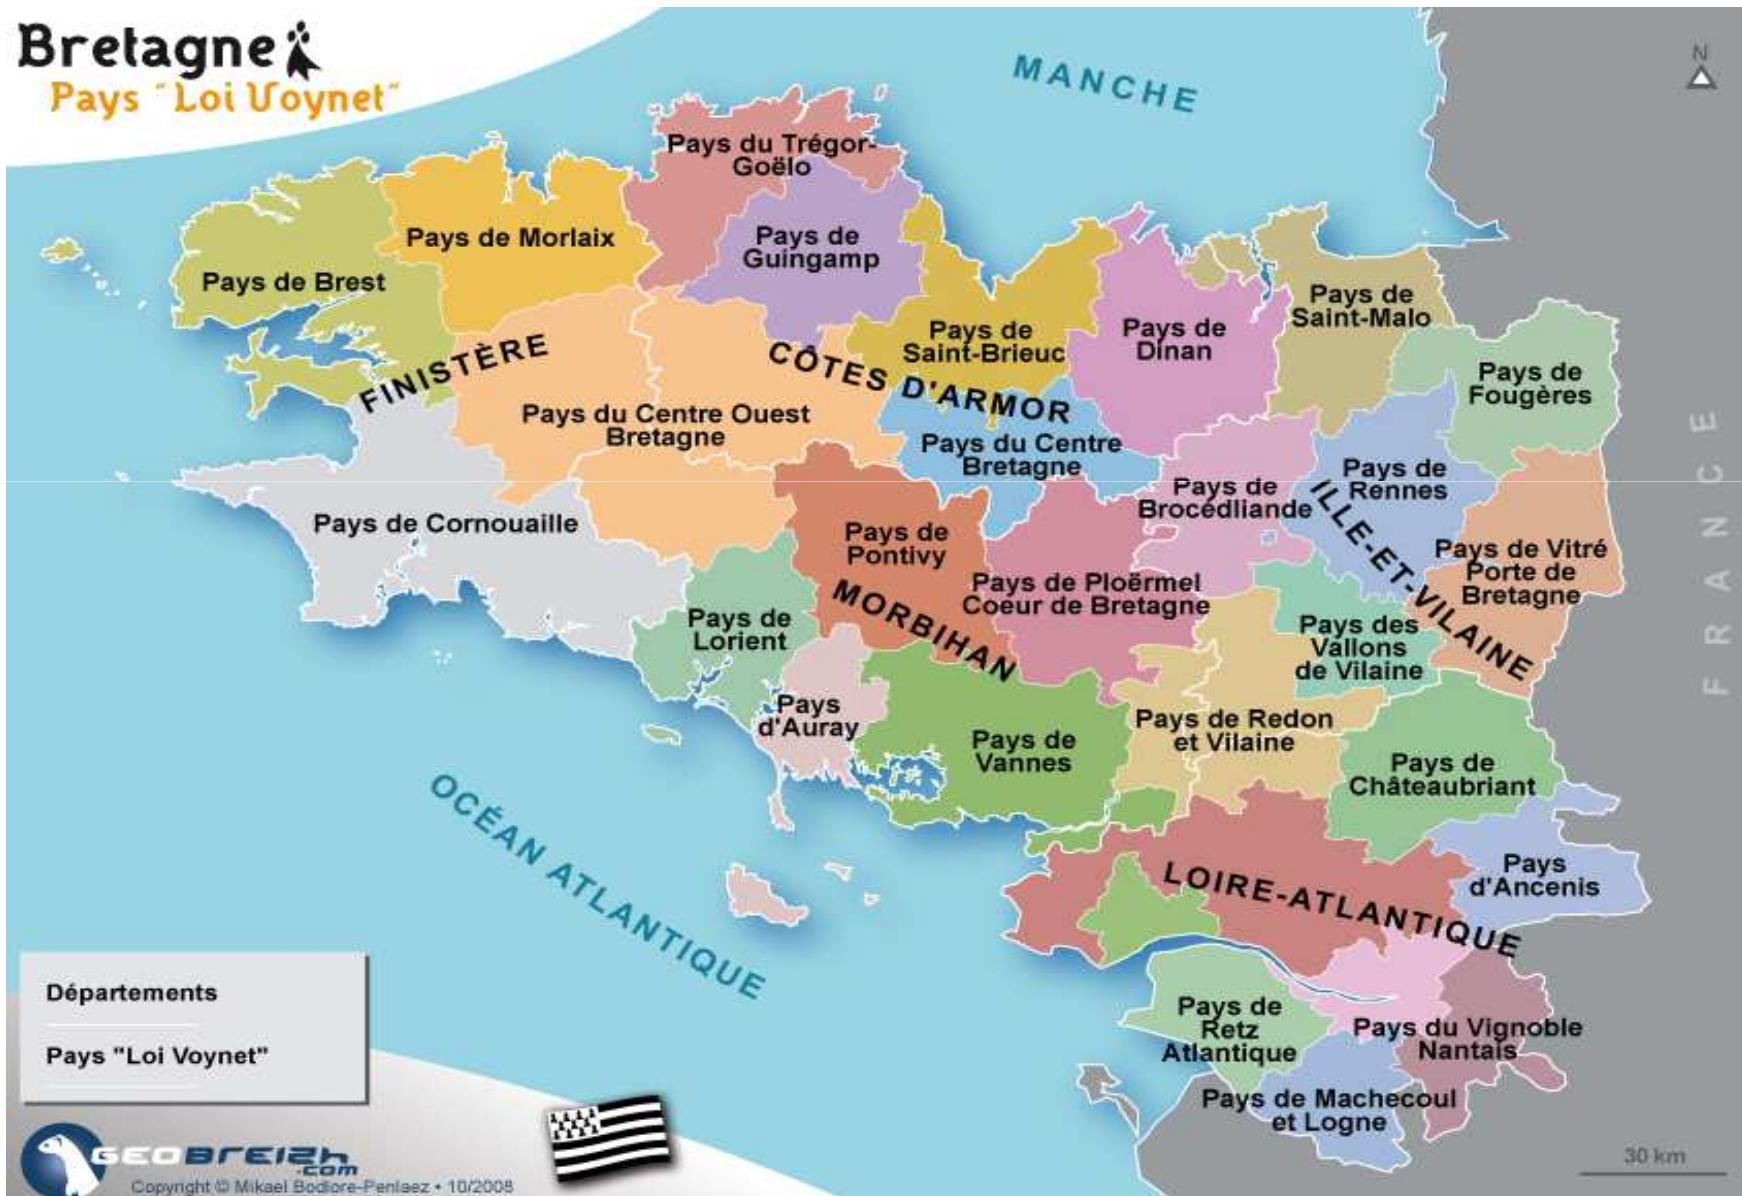 Bretagne
Pays "Loi Voynet"
MANCHE
N
Pays du Trégor-
Goëlo
Pays de Morlaix
Pays de
Guingamp
Pays de Brest
Pays de
Saint-Malo
Pays de
Saint-Brieuc
Pays de
Dinan
FINISTÈRE
CÔTES D'ARMOR
Pays de
Fougères
Pays du Centre Ouest
Bretagne
Pays du Centre
Bretagne
Pays de
Rennes
Pays de
Brocédliande
FRANCE
Pays de Cornouaille
Pays de
Pontivy
ILLE-ET-VILAINE
Pays de Vitré
Porte de
Bretagne
Pays de Ploërmel
Coeur de Bretagne
MORBIHAN
Pays de
Lorient
Pays des
Vallons
de Vilaine
Pays
d'Auray
Pays de Redon
et Vilaine
Pays de
Vannes
Pays de
Châteaubriant
OCÉAN ATLANTIQUE
LOIRE-ATLANTIQUE
Pays
d'Ancenis
Pays de
Retz
Atlantique
Pays du Vignoble
Nantais
Pays de Machecoul
et Logne
Départements
Pays "Loi Voynet"
GEOBREIZH
.COM
Copyright © Mikael Bodlore-Penlaez • 10/2008
30 km